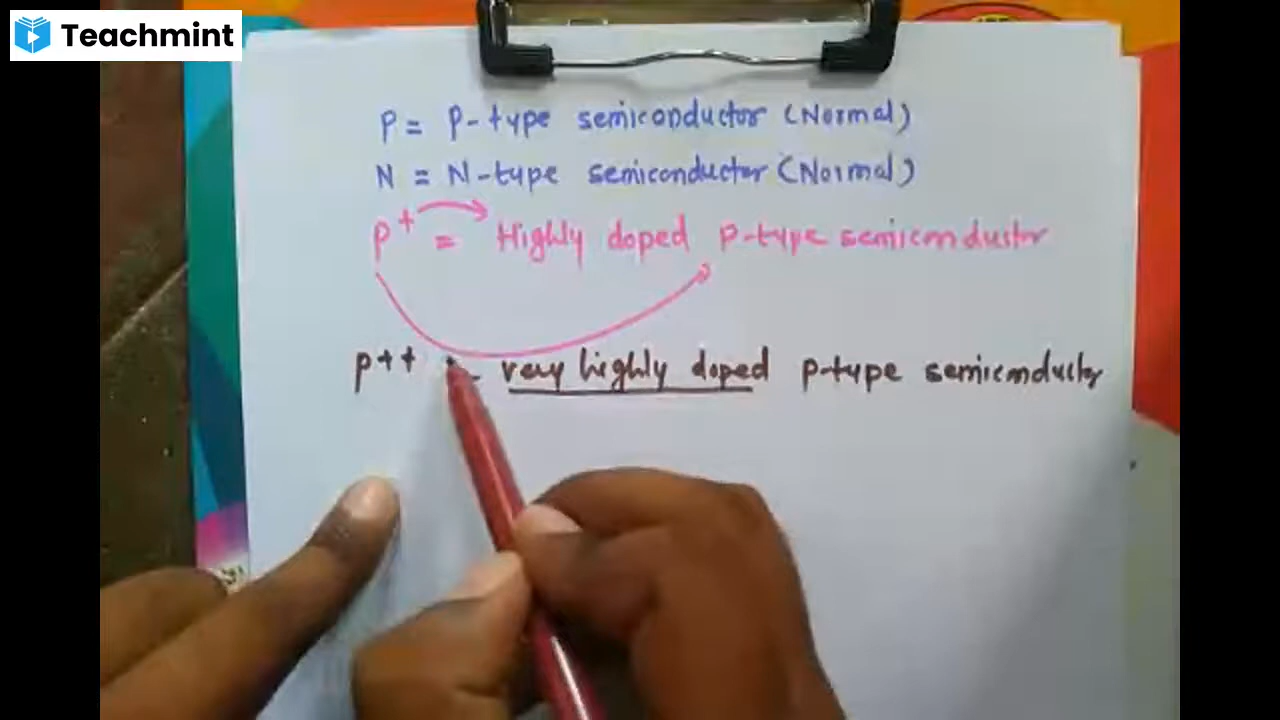 Teachmint
P = P-type semiconductor (Normal)
N = N-type semiconductor (Normal)
p+ = Highly doped p-type semiconductor
p++ = very highly doped p-type semiconductor